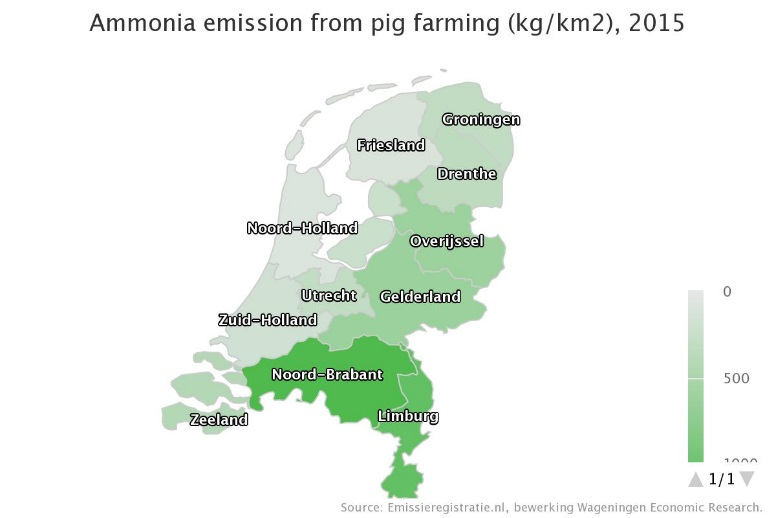 Ammonia emission from pig farming (kg/km2), 2015
Groningen
Friesland
Drenthe
Noord-Holland
Overijssel
Utrecht
Gelderland
Zuid-Holland
Noord-Brabant
Limburg
Zeeland
0
500
1000
1/1
Source: Emissieregistratie.nl, bewerking Wageningen Economic Research.